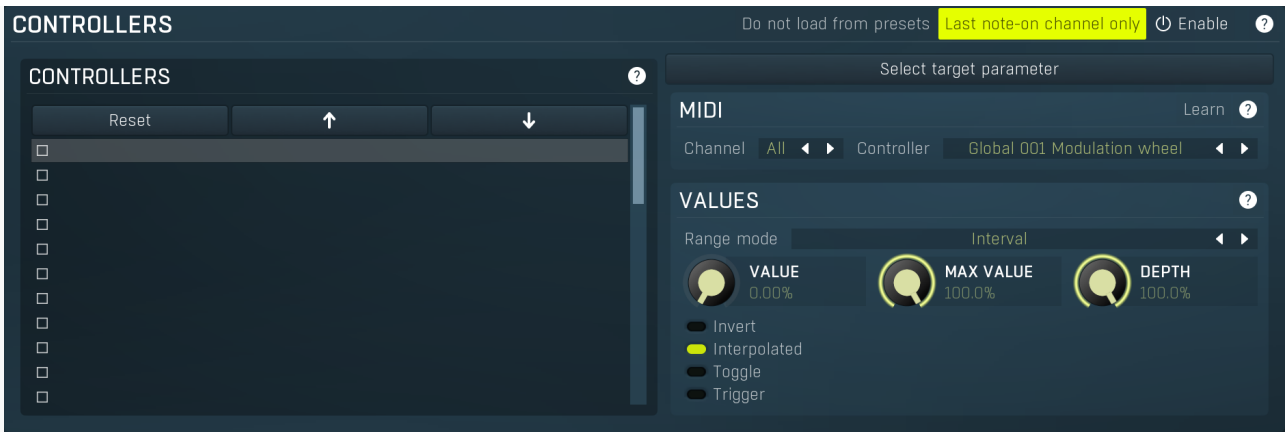 CONTROLLERS Do not load from presets Last note-on channel only Enable ?
CONTROLLERS ?
Reset ↑ ↓
Select target parameter
MIDI Learn ?
Channel All Controller Global 001 Modulation wheel
VALUES ?
Range mode Interval
VALUE MAX VALUE DEPTH
0.00% 100.0% 100.0%
Invert
Interpolated
Toggle
Trigger